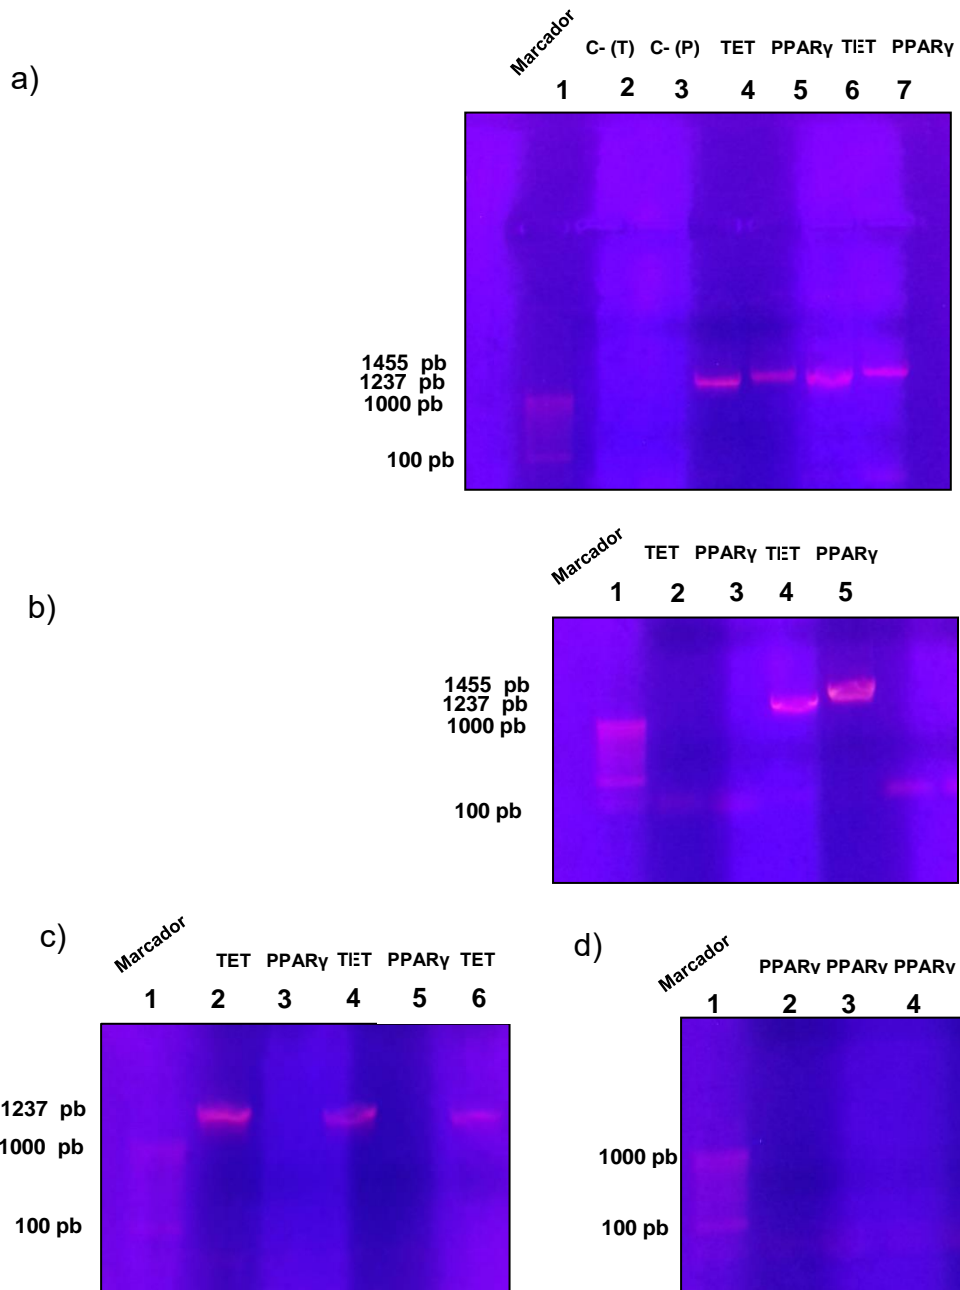 a)
Marcador C- (T) C- (P) TET PPARγ TET PPARγ
1 2 3 4 5 6 7
1455 pb
1237 pb
1000 pb
100 pb
b)
Marcador TET PPARγ TET PPARγ
1 2 3 4 5
1455 pb
1237 pb
1000 pb
100 pb
c)
Marcador TET PPARγ TET PPARγ TET
1 2 3 4 5 6
1237 pb
1000 pb
100 pb
d)
Marcador PPARγ PPARγ PPARγ
1 2 3 4
1000 pb
100 pb